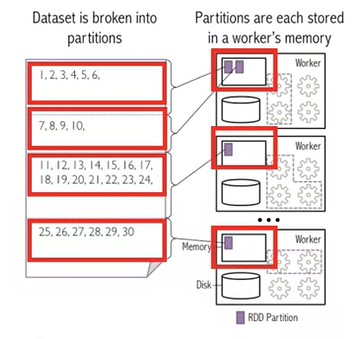 Dataset is broken into
partitions
Partitions are each stored
in a worker's memory
1, 2, 3, 4, 5, 6,
7, 8, 9, 10,
11, 12, 13, 14, 15, 16, 17,
18, 19, 20, 21, 22, 23, 24,
25, 26, 27, 28, 29, 30
Worker
Worker
•••
Worker
Memory
Disk
RDD Partition